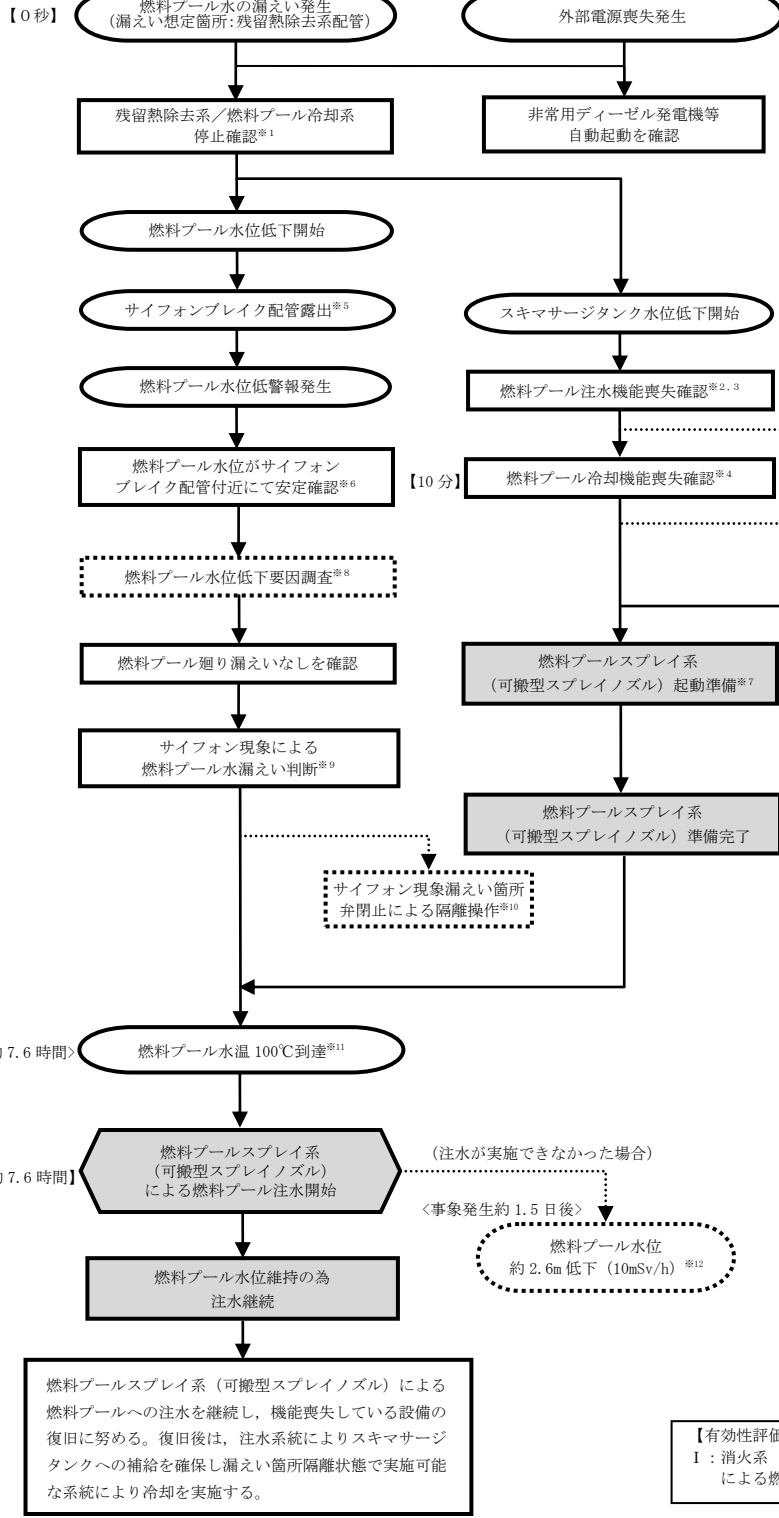 【0秒】
燃料プール水の漏えい発生
(漏えい想定箇所:残留熱除去系配管)
外部電源喪失発生
残留熱除去系/燃料プール冷却系
停止確認※1
非常用ディーゼル発電機等
自動起動を確認
燃料プール水位低下開始
サイフォンブレイク配管露出※5
スキマサージタンク水位低下開始
燃料プール水位低警報発生
燃料プール注水機能喪失確認※2,3
燃料プール水位がサイフォン
ブレイク配管付近にて安定確認※6
【10分】
燃料プール冷却機能喪失確認※4
燃料プール水位低下要因調査※8
燃料プール廻り漏えいなしを確認
燃料プールスプレイ系
(可搬型スプレイノズル)起動準備※7
サイフォン現象による
燃料プール水漏えい判断※9
燃料プールスプレイ系
(可搬型スプレイノズル)準備完了
サイフォン現象漏えい箇所
弁閉止による隔離操作※10
7.6時間〉
燃料プール水温100℃到達※11
7.6時間】
燃料プールスプレイ系
(可搬型スプレイノズル)
による燃料プール注水開始
(注水が実施できなかった場合)
〈事象発生約1.5日後〉
燃料プール水位
約2.6m低下(10mSv/h)※12
燃料プール水位維持の為
注水継続
燃料プールスプレイ系(可搬型スプレイノズル)による
燃料プールへの注水を継続し,機能喪失している設備の
復旧に努める。復旧後は,注水系統によりスキマサージ
タンクへの補給を確保し漏えい箇所隔離状態で実施可能
な系統により冷却を実施する。
【有効性評価
Ⅰ:消火系
による燃